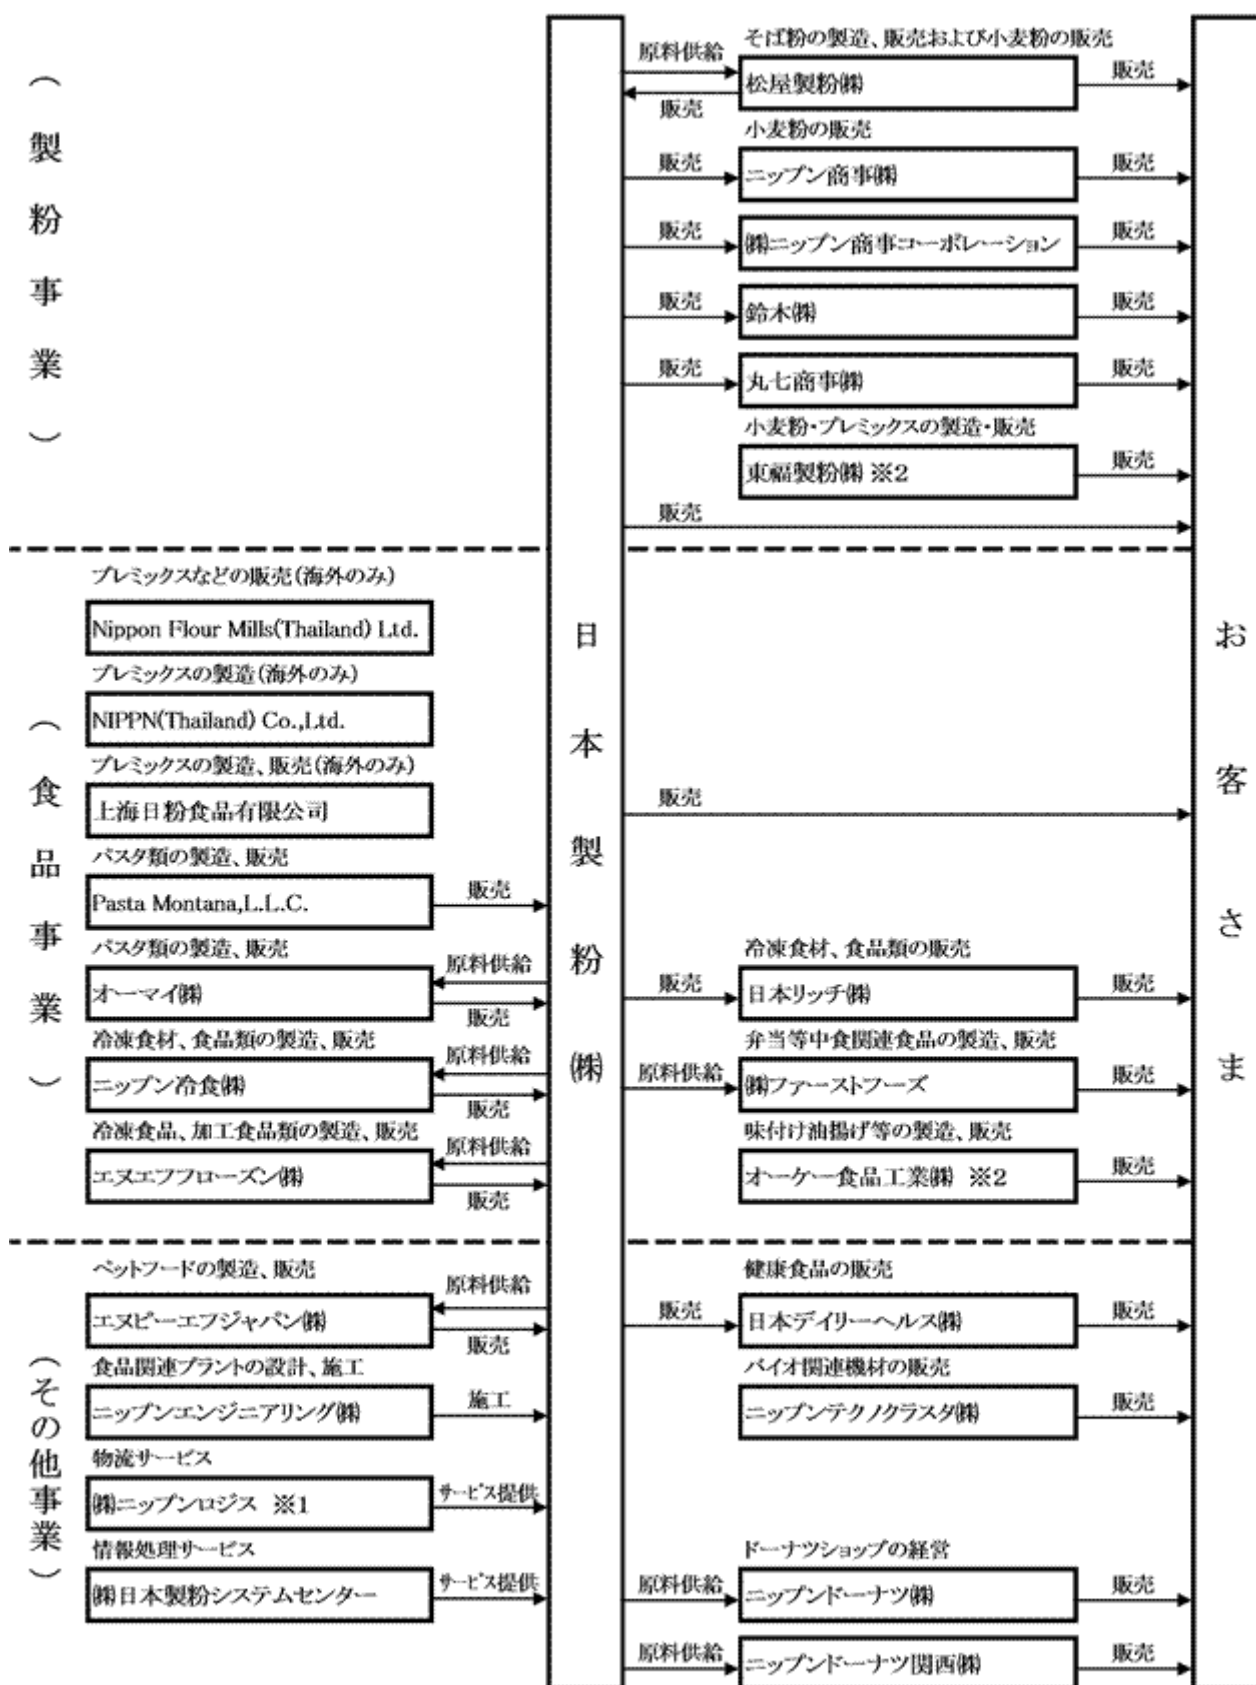 （製粉事業）
そば粉の製造、販売および小麦粉の販売
原料供給
松屋製粉㈱
販売
販売
小麦粉の販売
販売
ニップン商事㈱
販売
販売
㈱ニップン商事コーポレーション
販売
販売
鈴木㈱
販売
販売
丸七商事㈱
販売
小麦粉・プレミックスの製造・販売
東福製粉㈱ ※2
販売
販売
日本製粉㈱
お客さま
（食品事業）
プレミックスなどの販売（海外のみ）
Nippon Flour Mills(Thailand) Ltd.
プレミックスの製造（海外のみ）
NIPPN(Thailand) Co.,Ltd.
プレミックスの製造、販売（海外のみ）
上海日粉食品有限公司
販売
パスタ類の製造、販売
Pasta Montana,L.L.C.
販売
パスタ類の製造、販売
オーマイ㈱
原料供給
販売
冷凍食材、食品類の販売
販売
日本リッチ㈱
販売
冷凍食材、食品類の製造、販売
ニップン冷食㈱
原料供給
販売
弁当等中食関連食品の製造、販売
原料供給
㈱ファーストフーズ
販売
冷凍食品、加工食品類の製造、販売
エヌエフフローズン㈱
原料供給
販売
味付け油揚げ等の製造、販売
オーケー食品工業㈱ ※2
販売
（その他事業）
ペットフードの製造、販売
エヌピーエフジャパン㈱
原料供給
販売
健康食品の販売
販売
日本デイリーヘルス㈱
販売
食品関連プラントの設計、施工
ニップンエンジニアリング㈱
施工
バイオ関連機材の販売
ニップンテクノクラスタ㈱
販売
物流サービス
㈱ニップンロジス ※1
サービス提供
情報処理サービス
㈱日本製粉システムセンター
サービス提供
ドーナツショップの経営
原料供給
ニップンドーナツ㈱
販売
原料供給
ニップンドーナツ関西㈱
販売